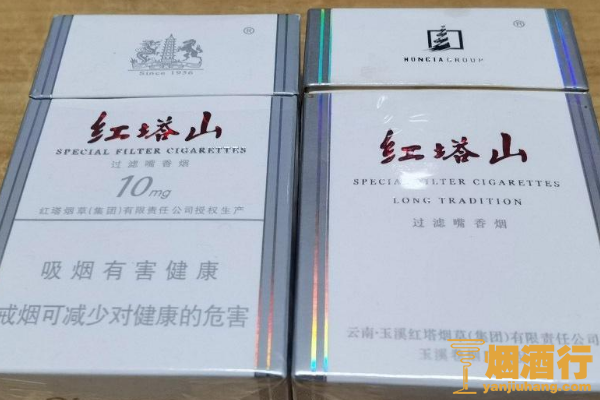 ®
Since 1956
红塔山
SPECIAL FILTER CIGARETTES
过滤嘴香烟
10mg
红塔烟草(集团)有限责任公司授权生产
吸烟有害健康
戒烟可减少对健康的危害
®
HONGTAGROUP
红塔山
SPECIAL FILTER CIGARETTES
LONG TRADITION
过滤嘴香烟
云南·玉溪红塔烟草(集团)有限责任公司
玉溪
烟酒行
yanjiuhang.com